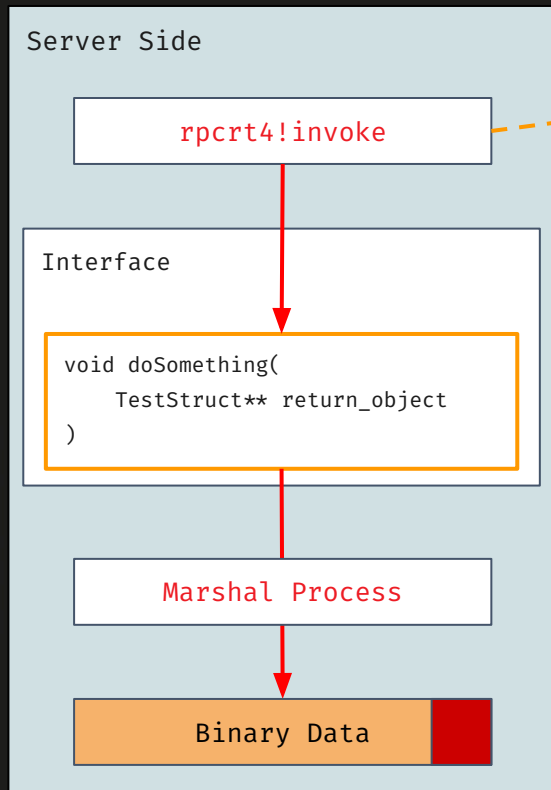 Server Side
rpcrt4!invoke
Interface
void doSomething(
TestStruct** return_object
)
Marshal Process
Binary Data